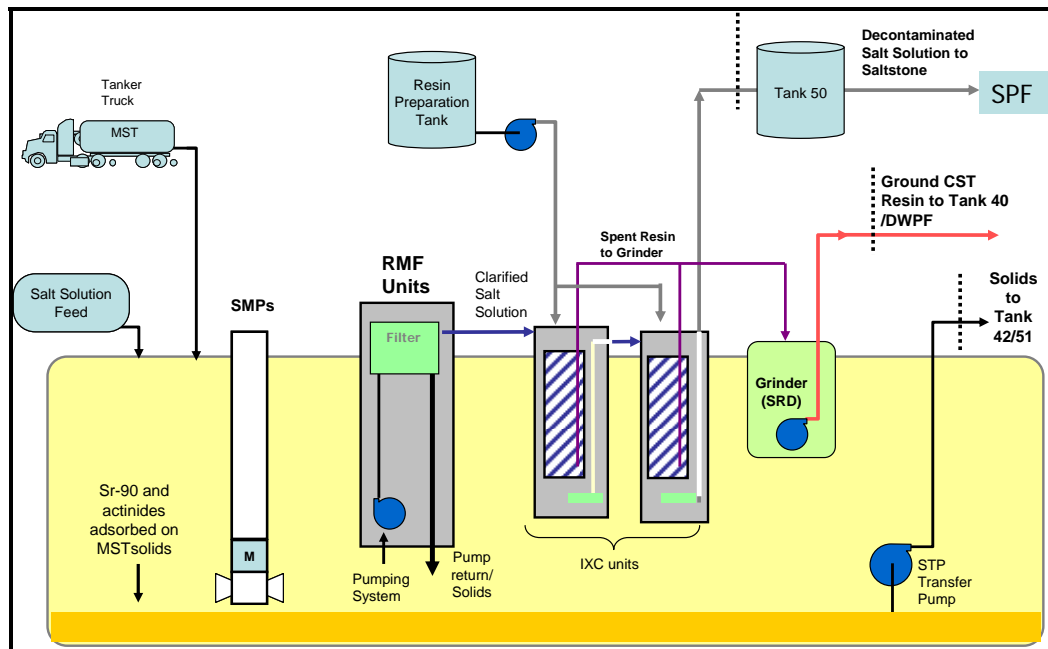 Tanker
Truck
MST
Salt Solution
Feed
SMPs
M
Sr-90 and
actinides
adsorbed on
MSTsolids
Resin
Preparation
Tank
RMF
Units
Filter
Clarified
Salt
Solution
Pumping
System
Pump
return/
Solids
Spent Resin
to Grinder
IXC units
Tank 50
Decontaminated
Salt Solution to
Saltstone
SPF
Ground CST
Resin to Tank 40
/DWPF
Grinder
(SRD)
Solids
to
Tank
42/51
STP
Transfer
Pump